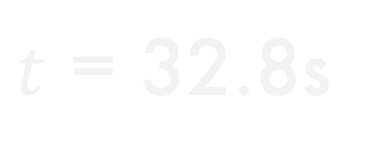 t = 32.8s